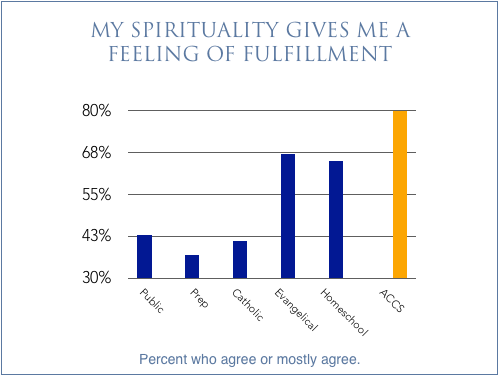 MY SPIRITUALITY GIVES ME A
FEELING OF FULFILLMENT
80%
68%
55%
43%
30%
Public
Prep
Catholic
Evangelical
Homeschool
ACCS
Percent who agree or mostly agree.